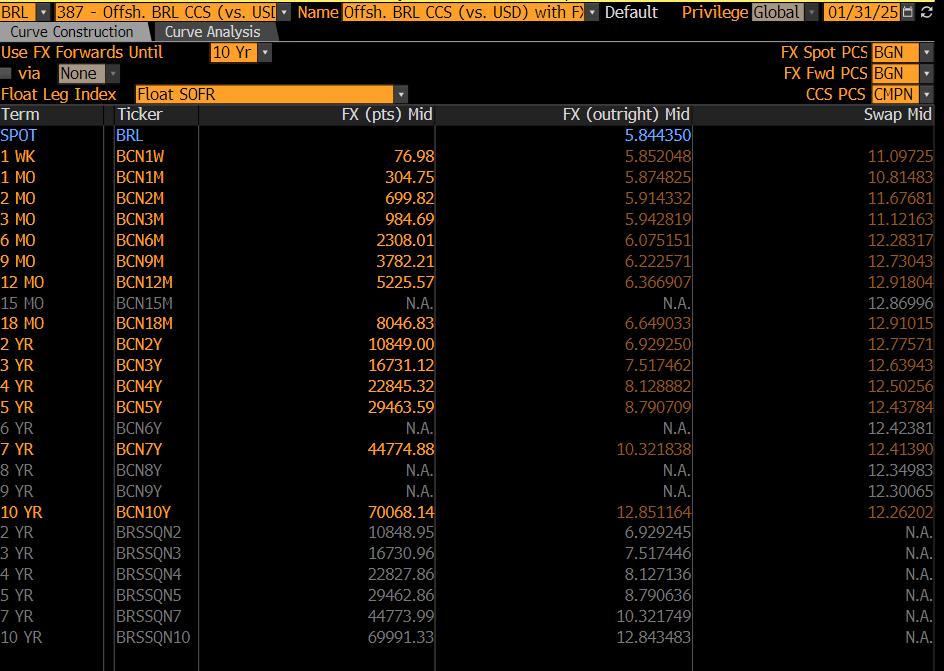 BRL 387 - Offsh. BRL CCS (vs. USD Name Offsh. BRL CCS (vs. USD) with FX Default Privilege Global 01/31/25
Curve Construction Curve Analysis
Use FX Forwards Until 10 Yr FX Spot PCS BGN
via None FX Fwd PCS BGN
Float Leg Index Float SOFR CCS PCS CMPN
Term Ticker FX (pts) Mid FX (outright) Mid Swap Mid
SPOT BRL 5.844350
1 WK BCN1W 76.98 5.852048 11.09725
1 MO BCN1M 304.75 5.874825 10.81483
2 MO BCN2M 699.82 5.914332 11.67681
3 MO BCN3M 984.69 5.942819 11.12163
6 MO BCN6M 2308.01 6.075151 12.28317
9 MO BCN9M 3782.21 6.222571 12.73043
12 MO BCN12M 5225.57 6.366907 12.91804
15 MO BCN15M N.A. N.A. 12.86996
18 MO BCN18M 8046.83 6.649033 12.91015
2 YR BCN2Y 10849.00 6.929250 12.77571
3 YR BCN3Y 16731.12 7.517462 12.63943
4 YR BCN4Y 22845.32 8.128882 12.50256
5 YR BCN5Y 29463.59 8.790709 12.43784
6 YR BCN6Y N.A. N.A. 12.42381
7 YR BCN7Y 44774.88 10.321838 12.41390
8 YR BCN8Y N.A. N.A. 12.34983
9 YR BCN9Y N.A. N.A. 12.30065
10 YR BCN10Y 70068.14 12.851164 12.26202
2 YR BRSSQN2 10848.95 6.929245 N.A.
3 YR BRSSQN3 16730.96 7.517446 N.A.
4 YR BRSSQN4 22827.86 8.127136 N.A.
5 YR BRSSQN5 29462.86 8.790636 N.A.
7 YR BRSSQN7 44773.99 10.321749 N.A.
10 YR BRSSQN10 69991.33 12.843483 N.A.